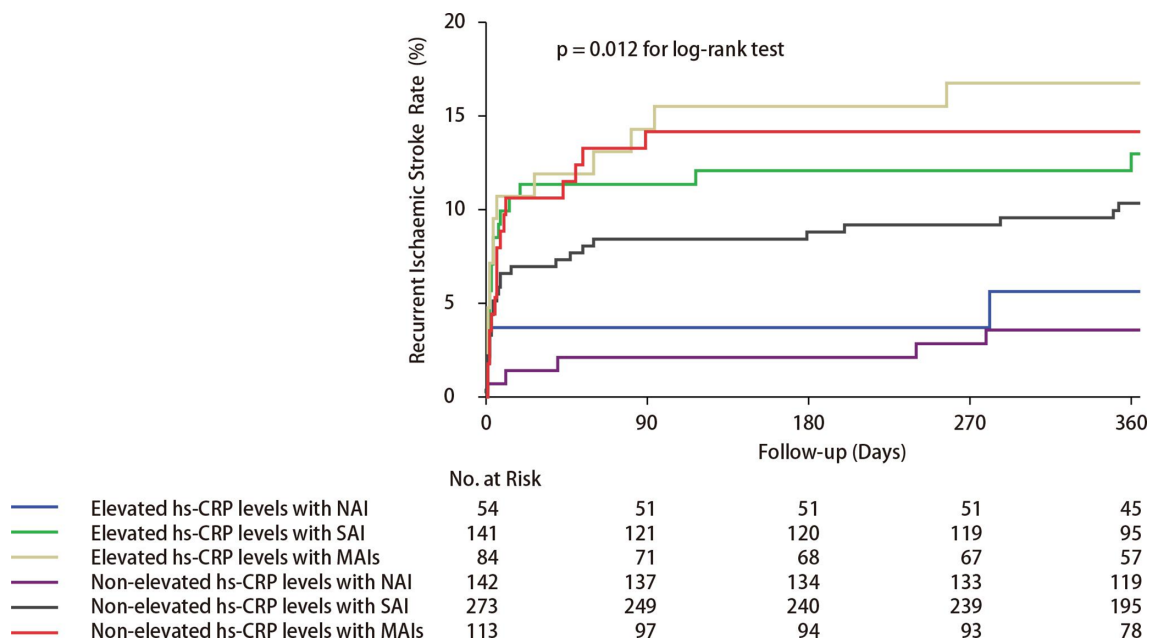 20
p = 0.012 for log-rank test
15
10
5
0
Recurrent Ischaemic Stroke Rate (%)
0 90 180 270 360
Follow-up (Days)
No. at Risk
Elevated hs-CRP levels with NAI 54 51 51 51 45
Elevated hs-CRP levels with SAI 141 121 120 119 95
Elevated hs-CRP levels with MAIs 84 71 68 67 57
Non-elevated hs-CRP levels with NAI 142 137 134 133 119
Non-elevated hs-CRP levels with SAI 273 249 240 239 195
Non-elevated hs-CRP levels with MAIs 113 97 94 93 78